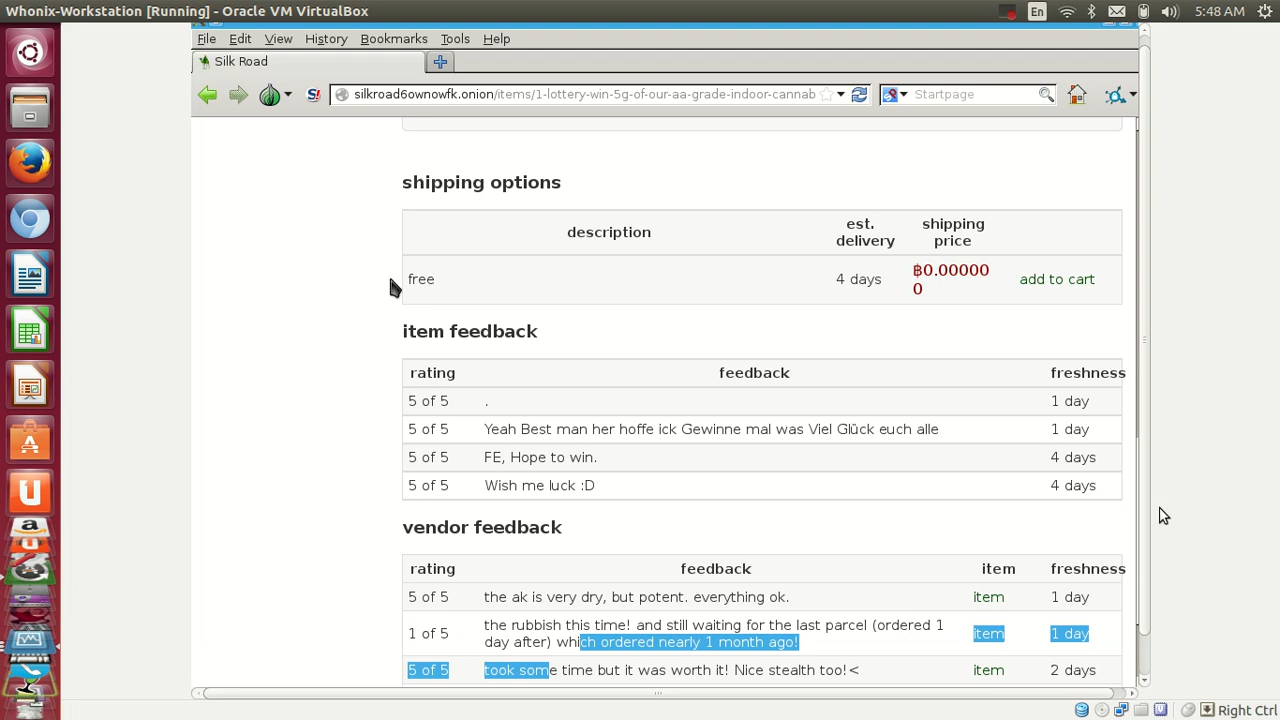 Whonix-Workstation [Running] - Oracle VM VirtualBox
En
5:48 AM
File Edit View History Bookmarks Tools Help
Silk Road
silkroad6ownowfk.onion/items/1-lottery-win-5g-of-our-aa-grade-indoor-cannab
Startpage
shipping options
description est. delivery shipping price
free 4 days ฿0.00000
0 add to cart
item feedback
rating feedback freshness
5 of 5 . 1 day
5 of 5 Yeah Best man her hoffe ick Gewinne mal was Viel Glück euch alle 1 day
5 of 5 FE, Hope to win. 4 days
5 of 5 Wish me luck :D 4 days
vendor feedback
rating feedback item freshness
5 of 5 the ak is very dry, but potent. everything ok. item 1 day
1 of 5 the rubbish this time! and still waiting for the last parcel (ordered 1
day after) which ordered nearly 1 month ago! item 1 day
5 of 5 took some time but it was worth it! Nice stealth too!< item 2 days
Right Ctrl